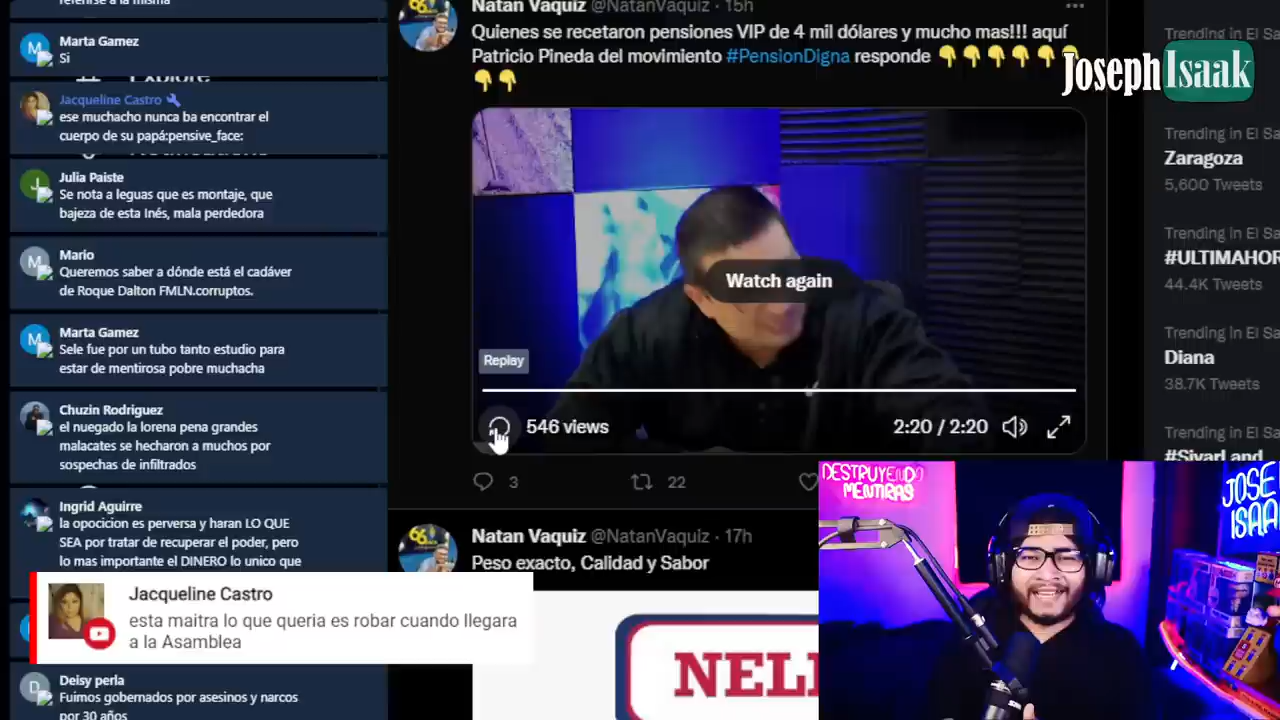 refenirse a la misma
Marta Gamez
Si
Explore
Jacqueline Castro
ese muchacho nunca ba encontrar el
cuerpo de su papá:pensive_face:
Notifications
Julia Paiste
Se nota a leguas que es montaje, que
bajeza de esta Inés, mala perdedora
Mario
Queremos saber a dónde está el cadáver
de Roque Dalton FMLN.corruptos.
Marta Gamez
Sele fue por un tubo tanto estudio para
estar de mentirosa pobre muchacha
Chuzin Rodriguez
el nuegado la lorena pena grandes
malacates se hecharon a muchos por
sospechas de infiltrados
Ingrid Aguirre
la opocicion es perversa y haran LO QUE
SEA por tratar de recuperar el poder, pero
lo mas importante el DINERO lo unico que
Jacqueline Castro
esta maitra lo que queria es robar cuando llegara
a la Asamblea
Deisy perla
Fuimos gobernados por asesinos y narcos
por 30 años
Natan Vaquiz @NatanVaquiz · 15h
Quienes se recetaron pensiones VIP de 4 mil dólares y mucho mas!!! aquí
Patricio Pineda del movimiento #PensionDigna responde 👇👇👇👇👇👇
👇👇
Watch again
Replay
546 views
2:20 / 2:20
3
22
Natan Vaquiz @NatanVaquiz · 17h
Peso exacto, Calidad y Sabor
JosephIsaak
Trending in El Sa
Zaragoza
5,600 Tweets
Trending in El Sa
#ULTIMAHOR
44.4K Tweets
Trending in El Sa
Diana
38.7K Tweets
Trending in El Sa
#Sivarland
DESTRUYENDO
MENTIRAS